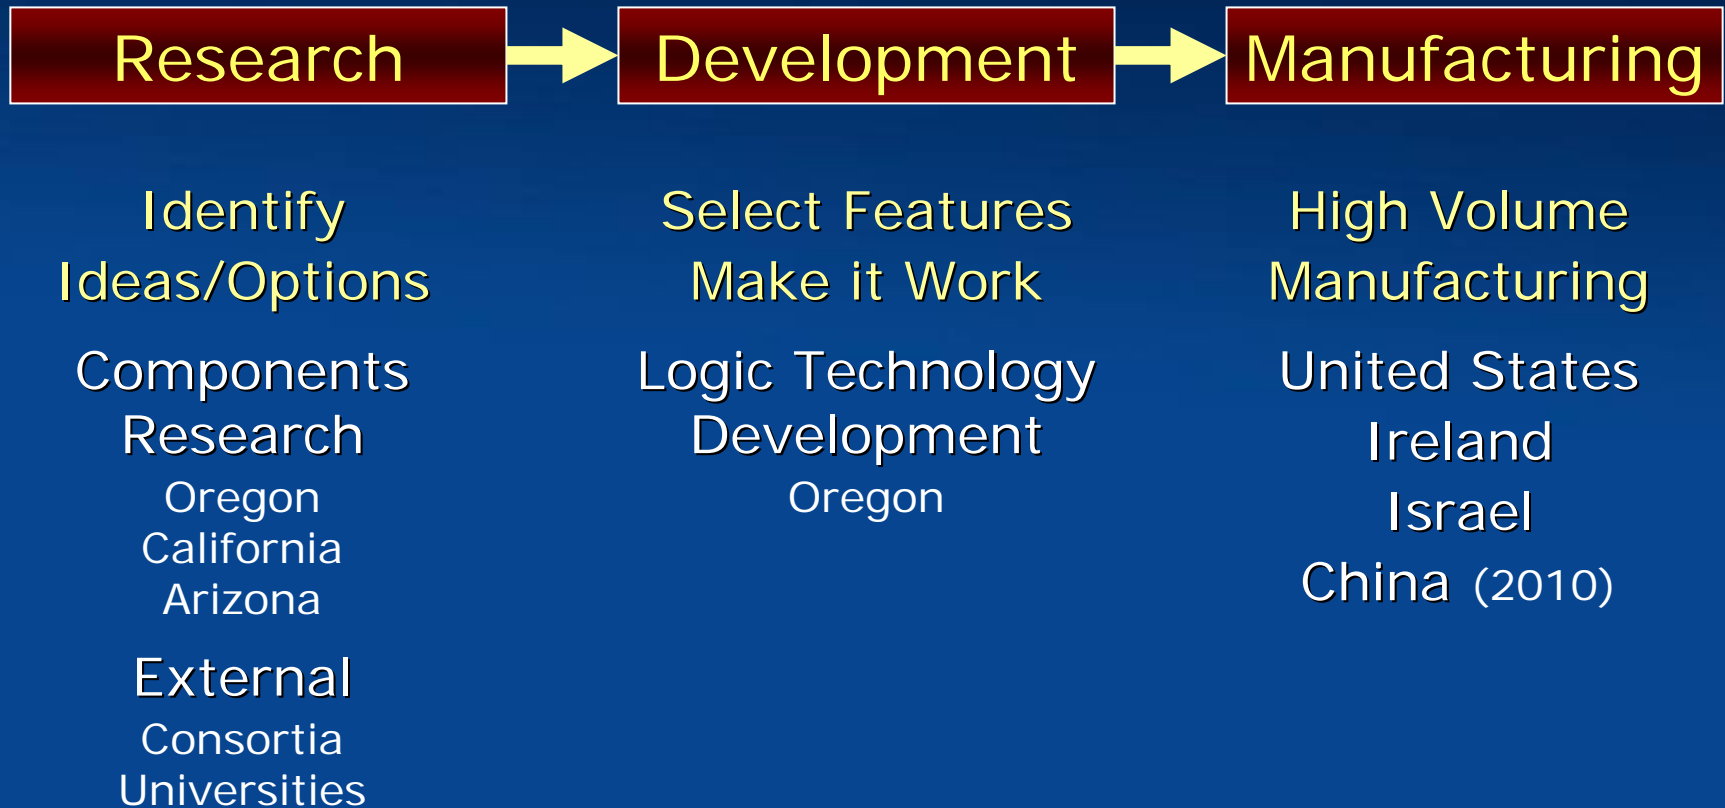 Research
Development
Manufacturing
Identify
Ideas/Options
Components
Research
Oregon
California
Arizona
External
Consortia
Universities
Select Features
Make it Work
Logic Technology
Development
Oregon
High Volume
Manufacturing
United States
Ireland
Israel
China (2010)